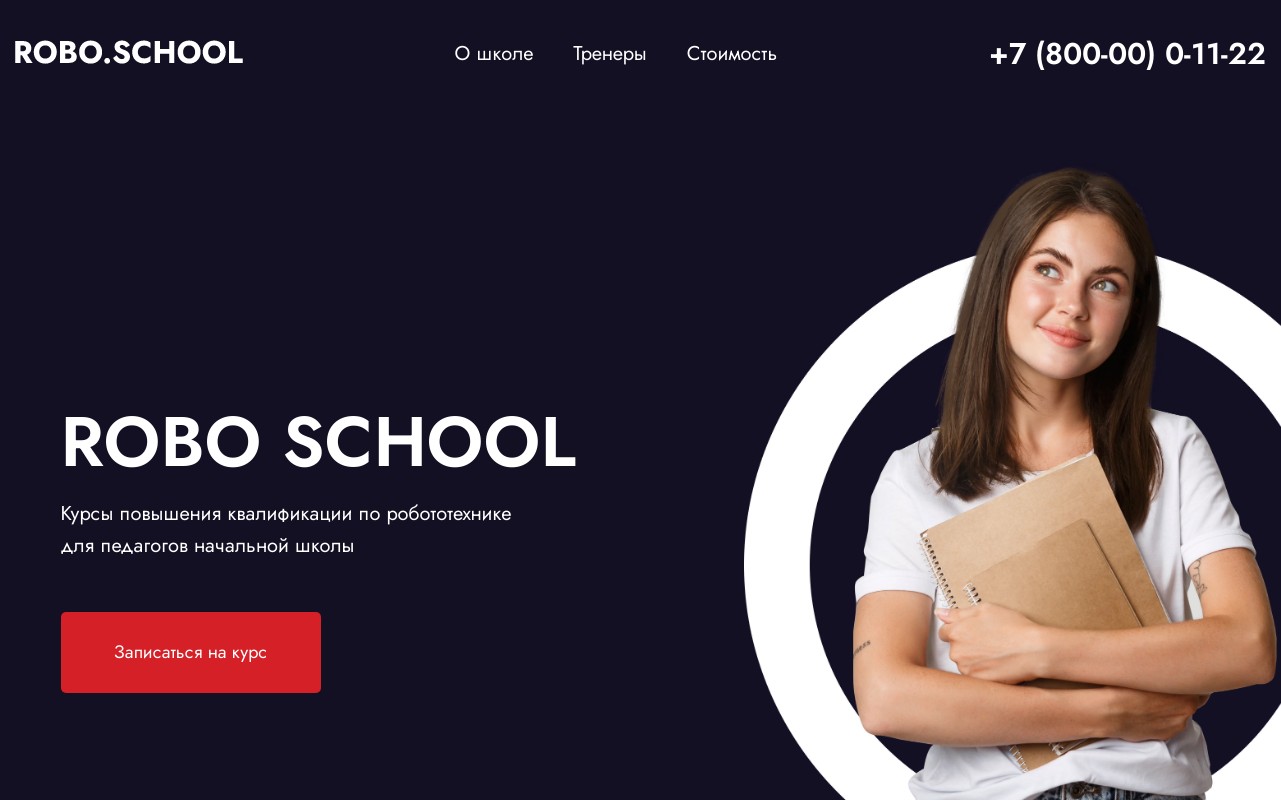 ROBO.SCHOOL
О школе
Тренеры
Стоимость
+7 (800-00) 0-11-22
ROBO SCHOOL
Курсы повышения квалификации по робототехнике
для педагогов начальной школы
Записаться на курс